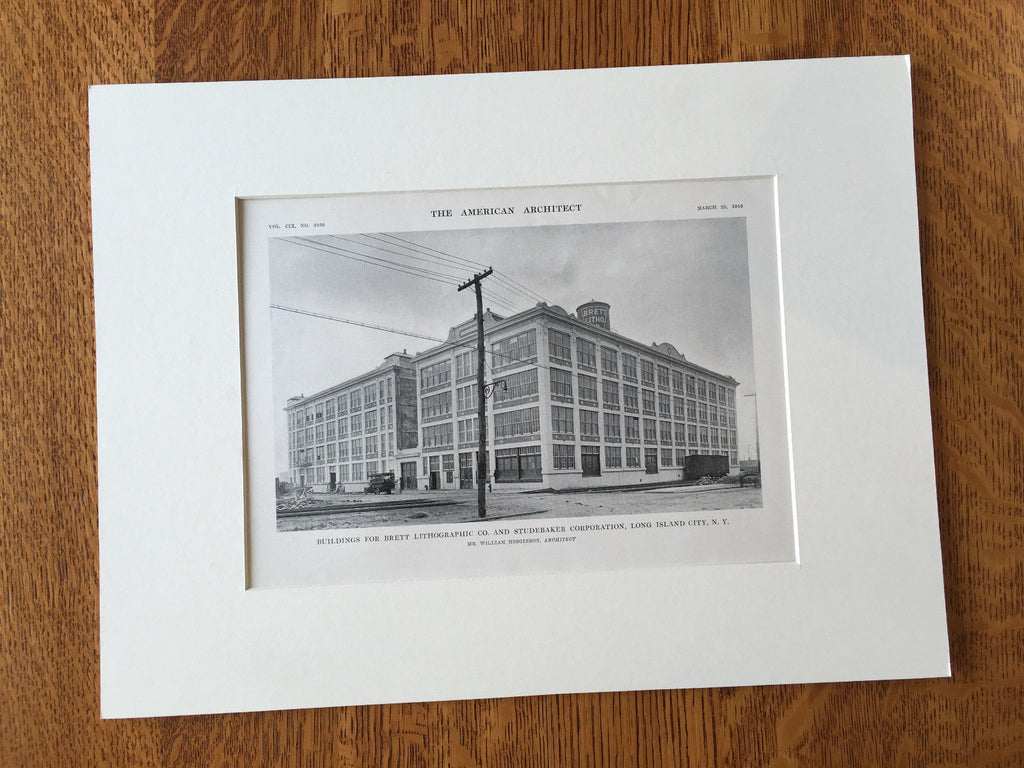 THE AMERICAN ARCHITECT
VOL. CIX, NO. 2100
MARCH 22, 1916
BRETT
LITHO.
BUILDINGS FOR BRETT LITHOGRAPHIC CO. AND STUDEBAKER CORPORATION, LONG ISLAND CITY, N. Y.
MR. WILLIAM HIGGINSON, ARCHITECT